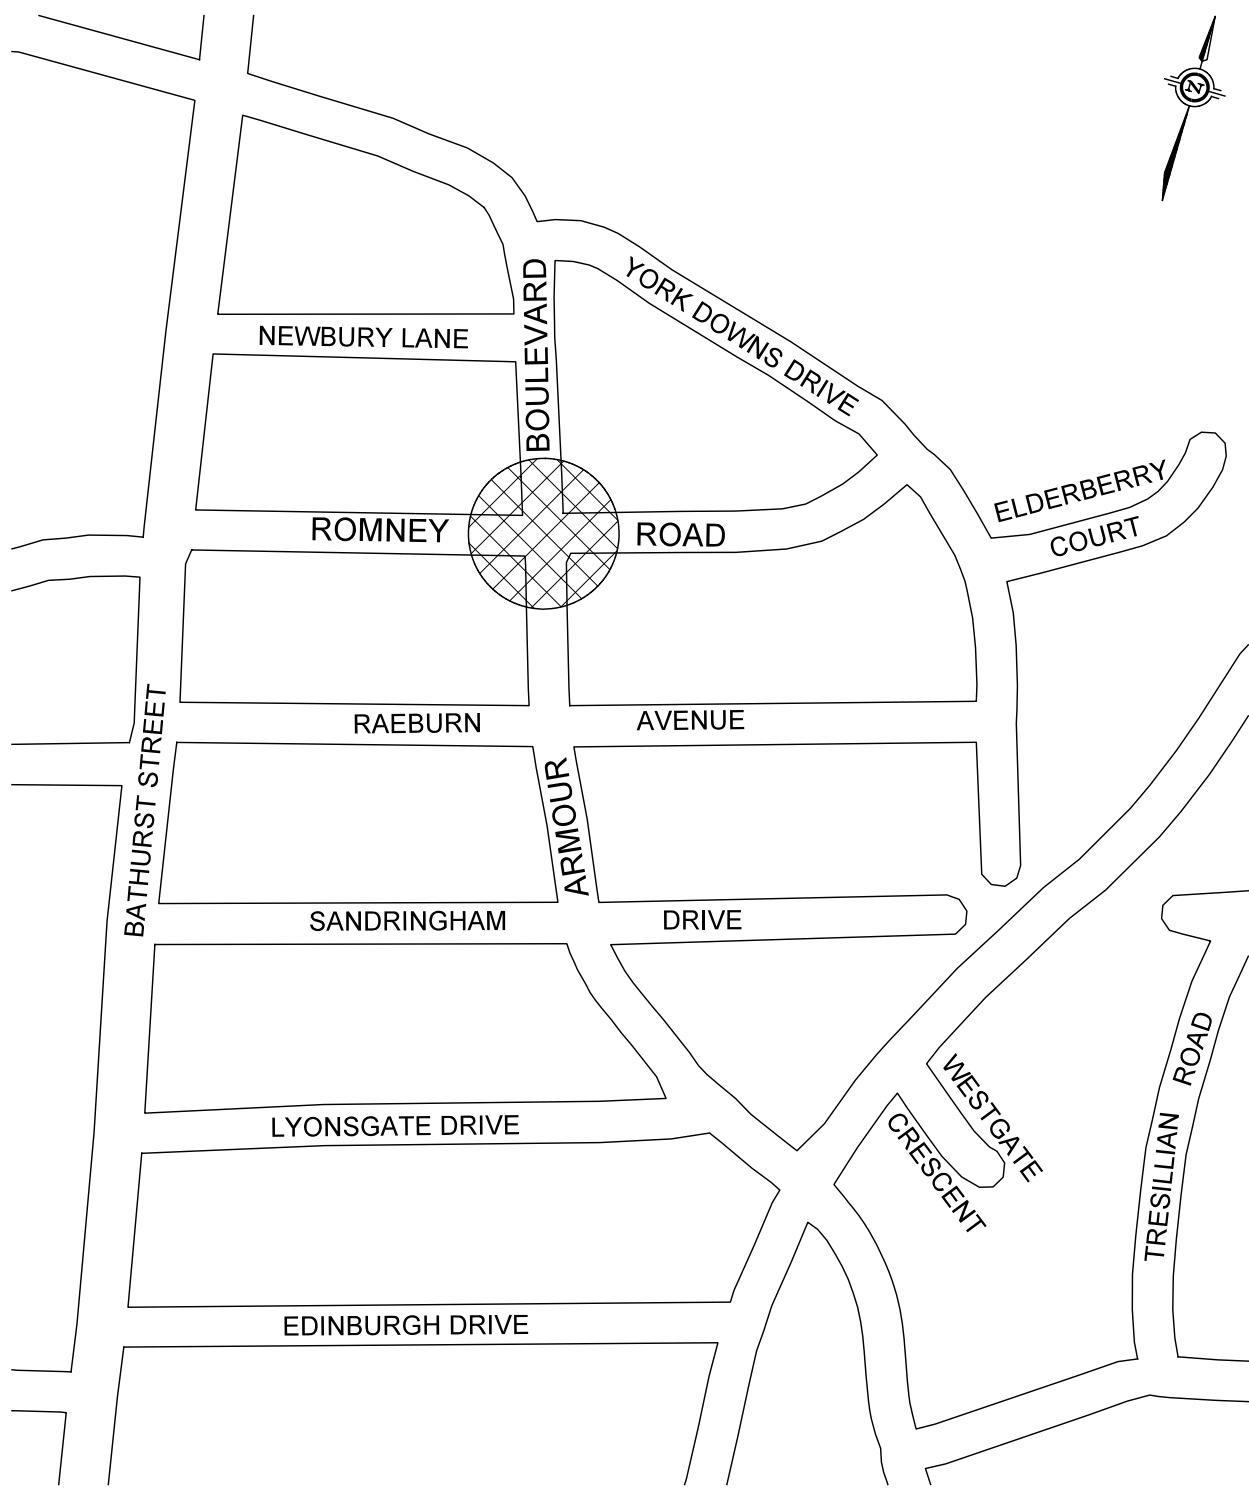 N
BOULEVARD
YORK DOWNS DRIVE
NEWBURY LANE
ELDERBERRY
COURT
ROMNEY
ROAD
RAEBURN
AVENUE
BATHURST STREET
ARMOUR
SANDRINGHAM
DRIVE
WESTGATE
CRESCENT
TRESILLIAN ROAD
LYONSGATE DRIVE
EDINBURGH DRIVE